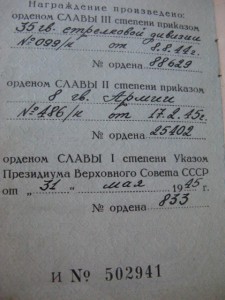 Награждение произведено:
орденом СЛАВЫ III степени приказом
35 гв. стрелковой дивизии
№ 099/н от 8.8.44г.
№ ордена 88629
орденом СЛАВЫ II степени приказом
8 гв. Армии
№ 486/н от 17.2.45г.
№ ордена 25402
орденом СЛАВЫ I степени Указом
Президиума Верховного Совета СССР
от „31" мая 1945г.
№ ордена 833
И № 502941